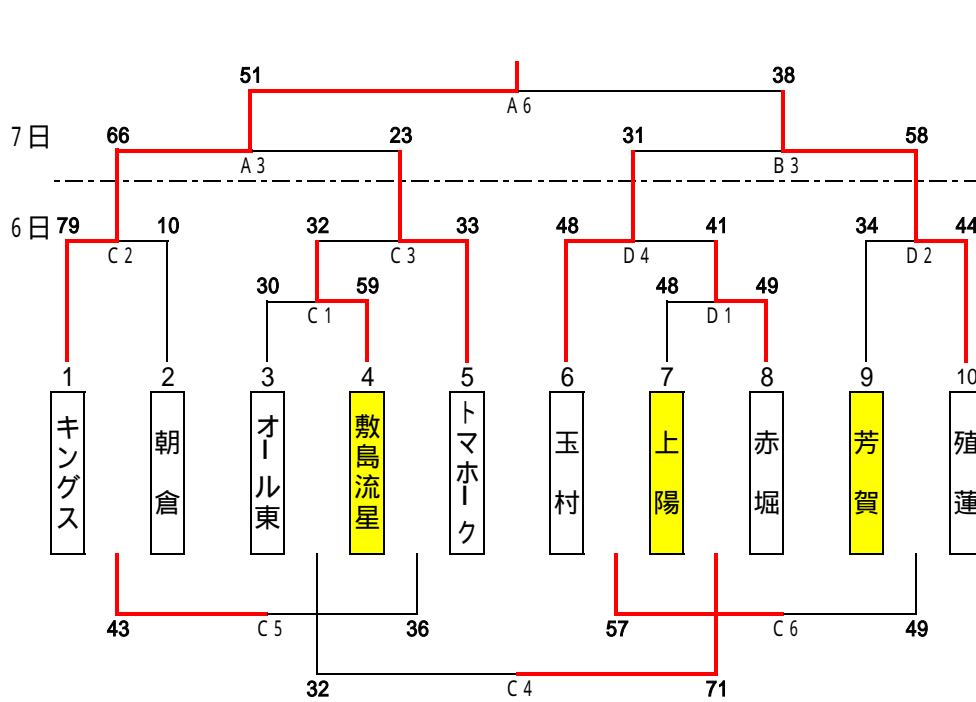 51 38
A6
7日 66 23 31 58
A3 B3
6日 79 10 32 33 48 41 34 44
C2 C3 D4 D2
30 59 48 49
C1 D1
1 2 3 4 5 6 7 8 9 10
キングス
朝倉
オール東
敷島流星
トマホーク
玉村
上陽
赤堀
芳賀
殖蓮
43 C5 36 57 C6 49
32 C4 71